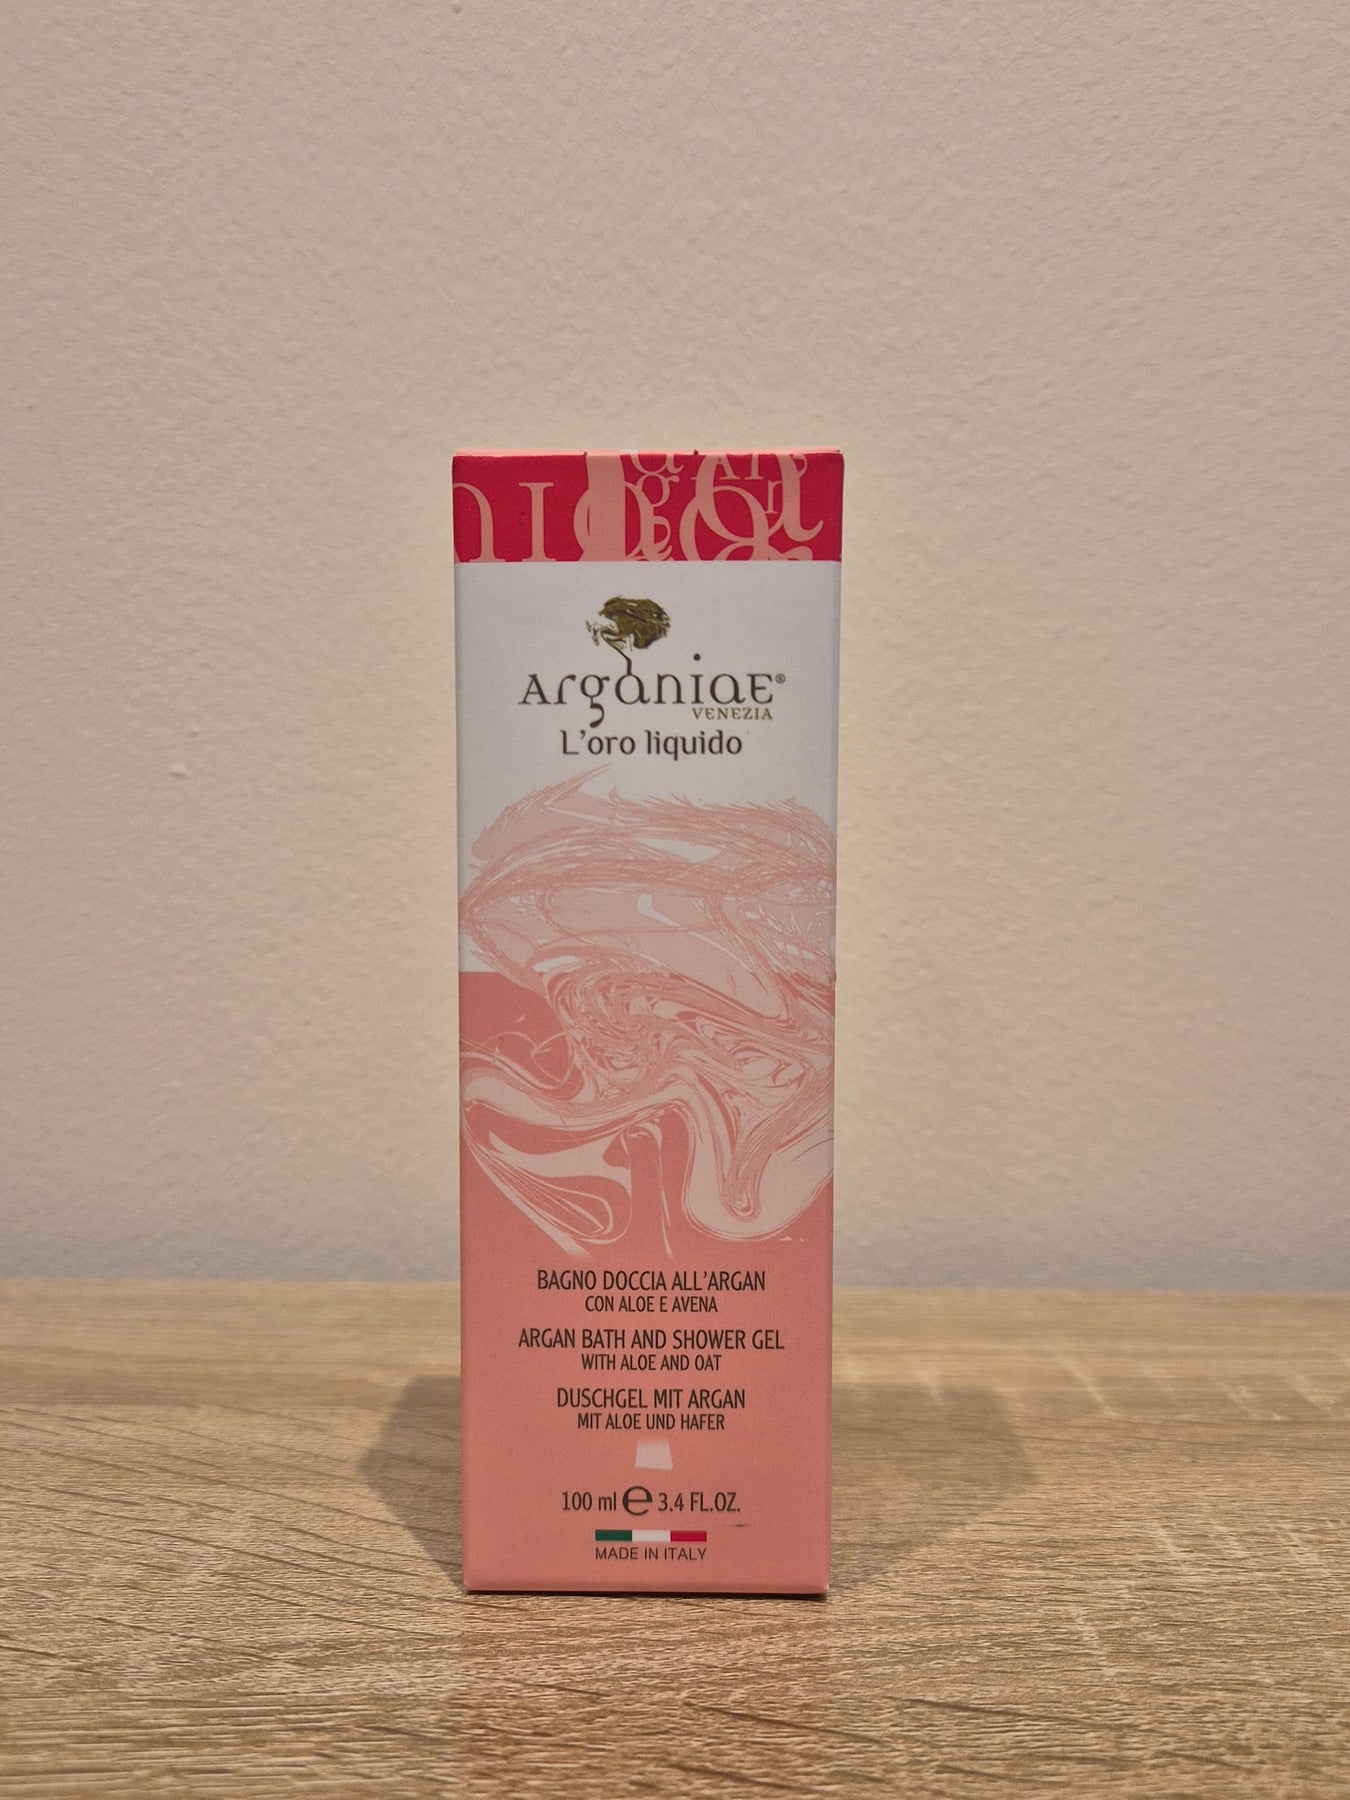 Arganiae®
VENEZIA
L'oro liquido
BAGNO DOCCIA ALL'ARGAN
CON ALOE E AVENA
ARGAN BATH AND SHOWER GEL
WITH ALOE AND OAT
DUSCHGEL MIT ARGAN
MIT ALOE UND HAFER
100 ml ℮ 3.4 FL.OZ.
MADE IN ITALY